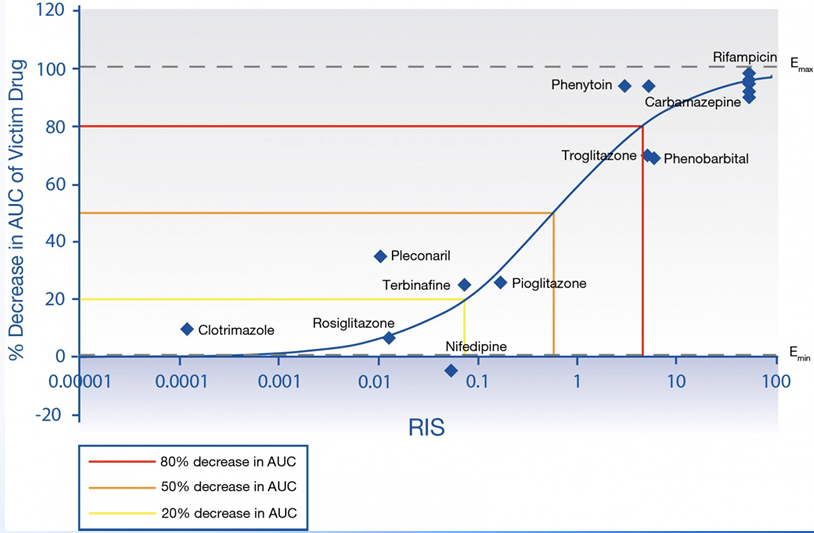 120
100
80
60
40
20
0
-20
% Decrease in AUC of Victim Drug
Rifampicin
Emax
Phenytoin
Carbamazepine
Troglitazone
Phenobarbital
Pleconaril
Terbinafine
Pioglitazone
Clotrimazole
Rosiglitazone
Nifedipine
Emin
0.00001
0.0001
0.001
0.01
0.1
1
10
100
RIS
80% decrease in AUC
50% decrease in AUC
20% decrease in AUC